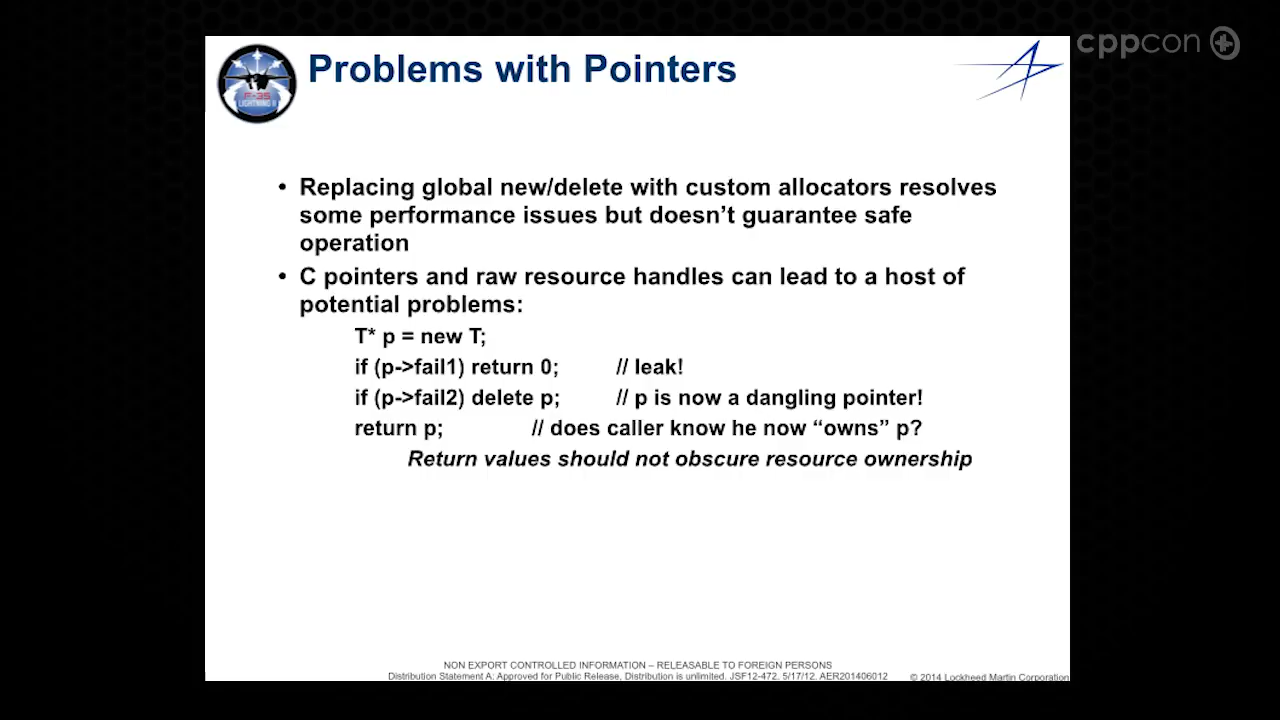 cppcon
Problems with Pointers
F-35
LIGHTNING II
• Replacing global new/delete with custom allocators resolves
some performance issues but doesn’t guarantee safe
operation
• C pointers and raw resource handles can lead to a host of
potential problems:
T* p = new T;
if (p->fail1) return 0; // leak!
if (p->fail2) delete p; // p is now a dangling pointer!
return p; // does caller know he now “owns” p?
Return values should not obscure resource ownership
NON EXPORT CONTROLLED INFORMATION – RELEASABLE TO FOREIGN PERSONS
Distribution Statement A: Approved for Public Release, Distribution is unlimited. JSF12-472, 5/17/12, AER201406012
© 2014 Lockheed Martin Corporation